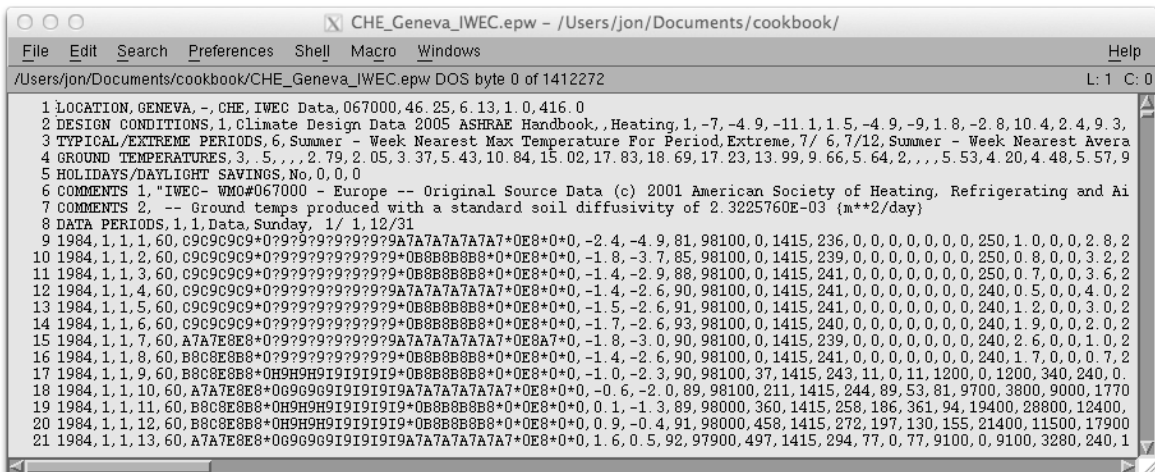 CHE_Geneva_IWEC.epw – /Users/jon/Documents/cookbook/
File Edit Search Preferences Shell Macro Windows Help
/Users/jon/Documents/cookbook/CHE_Geneva_IWEC.epw DOS byte 0 of 1412272 L: 1 C: 0
1 LOCATION,GENEVA,-,CHE,IWEC Data,067000,46.25,6.13,1.0,416.0
2 DESIGN CONDITIONS,1,Climate Design Data 2005 ASHRAE Handbook,,Heating,1,-7,-4.9,-11.1,1.5,-4.9,-9,1.8,-2.8,10.4,2.4,9.3,
3 TYPICAL/EXTREME PERIODS,6,Summer - Week Nearest Max Temperature For Period,Extreme,7/ 6,7/12,Summer - Week Nearest Avera
4 GROUND TEMPERATURES,3,.5,,,,2.79,2.05,3.37,5.43,10.84,15.02,17.83,18.69,17.23,13.99,9.66,5.64,2,,,,5.53,4.20,4.48,5.57,9
5 HOLIDAYS/DAYLIGHT SAVINGS,No,0,0,0
6 COMMENTS 1,"IWEC- WMO#067000 - Europe -- Original Source Data (c) 2001 American Society of Heating, Refrigerating and Ai
7 COMMENTS 2, -- Ground temps produced with a standard soil diffusivity of 2.3225760E-03 {m**2/day}
8 DATA PERIODS,1,1,Data,Sunday, 1/ 1,12/31
9 1984,1,1,1,60,C9C9C9C9*0?9?9?9?9?9?9?9A7A7A7A7A7A7*0E8*0*0,-2.4,-4.9,81,98100,0,1415,236,0,0,0,0,0,0,0,250,1.0,0,0,2.8,2
10 1984,1,1,2,60,C9C9C9C9*0?9?9?9?9?9?9?9*0B8B8B8B8*0*0E8*0*0,-1.8,-3.7,85,98100,0,1415,239,0,0,0,0,0,0,0,250,0.8,0,0,3.2,2
11 1984,1,1,3,60,C9C9C9C9*0?9?9?9?9?9?9?9*0B8B8B8B8*0*0E8*0*0,-1.4,-2.9,88,98100,0,1415,241,0,0,0,0,0,0,0,250,0.7,0,0,3.6,2
12 1984,1,1,4,60,C9C9C9C9*0?9?9?9?9?9?9?9A7A7A7A7A7A7*0E8*0*0,-1.4,-2.6,90,98100,0,1415,241,0,0,0,0,0,0,0,240,0.5,0,0,4.0,2
13 1984,1,1,5,60,C9C9C9C9*0?9?9?9?9?9?9?9*0B8B8B8B8*0*0E8*0*0,-1.5,-2.6,91,98100,0,1415,241,0,0,0,0,0,0,0,240,1.2,0,0,3.0,2
14 1984,1,1,6,60,C9C9C9C9*0?9?9?9?9?9?9?9*0B8B8B8B8*0*0E8*0*0,-1.7,-2.6,93,98100,0,1415,240,0,0,0,0,0,0,0,240,1.9,0,0,2.0,2
15 1984,1,1,7,60,A7A7E8E8*0?9?9?9?9?9?9?9A7A7A7A7A7A7*0E8A7*0,-1.8,-3.0,90,98100,0,1415,239,0,0,0,0,0,0,0,240,2.6,0,0,1.0,2
16 1984,1,1,8,60,B8C8E8B8*0?9?9?9?9?9?9?9*0B8B8B8B8*0*0E8*0*0,-1.4,-2.6,90,98100,0,1415,241,0,0,0,0,0,0,0,240,1.7,0,0,0.7,2
17 1984,1,1,9,60,B8C8E8B8*0H9H9H9I9I9I9I9*0B8B8B8B8*0*0E8*0*0,-1.0,-2.3,90,98100,37,1415,243,11,0,11,1200,0,1200,340,240,0.
18 1984,1,1,10,60,A7A7E8E8*0G9G9G9I9I9I9I9A7A7A7A7A7A7*0E8*0*0,-0.6,-2.0,89,98100,211,1415,244,89,53,81,9700,3800,9000,1770
19 1984,1,1,11,60,B8C8E8B8*0H9H9H9I9I9I9I9*0B8B8B8B8*0*0E8*0*0,0.1,-1.3,89,98000,360,1415,258,186,361,94,19400,28800,12400,
20 1984,1,1,12,60,B8C8E8B8*0H9H9H9I9I9I9I9*0B8B8B8B8*0*0E8*0*0,0.9,-0.4,91,98000,458,1415,272,197,130,155,21400,11500,17900
21 1984,1,1,13,60,A7A7E8E8*0G9G9G9I9I9I9I9A7A7A7A7A7A7*0E8*0*0,1.6,0.5,92,97900,497,1415,294,77,0,77,9100,0,9100,3280,240,1